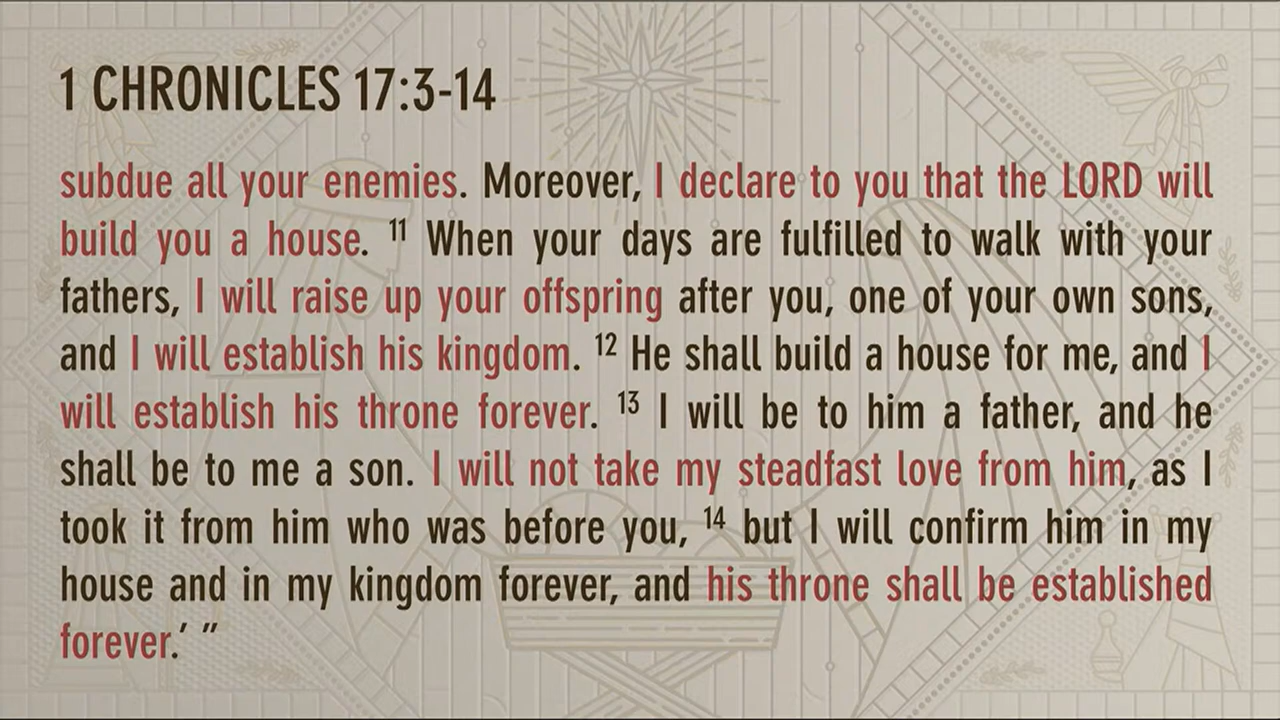 1 CHRONICLES 17:3-14
subdue all your enemies. Moreover, I declare to you that the LORD will
build you a house. ¹¹ When your days are fulfilled to walk with your
fathers, I will raise up your offspring after you, one of your own sons,
and I will establish his kingdom. ¹² He shall build a house for me, and I
will establish his throne forever. ¹³ I will be to him a father, and he
shall be to me a son. I will not take my steadfast love from him, as I
took it from him who was before you, ¹⁴ but I will confirm him in my
house and in my kingdom forever, and his throne shall be established
forever.’ ”